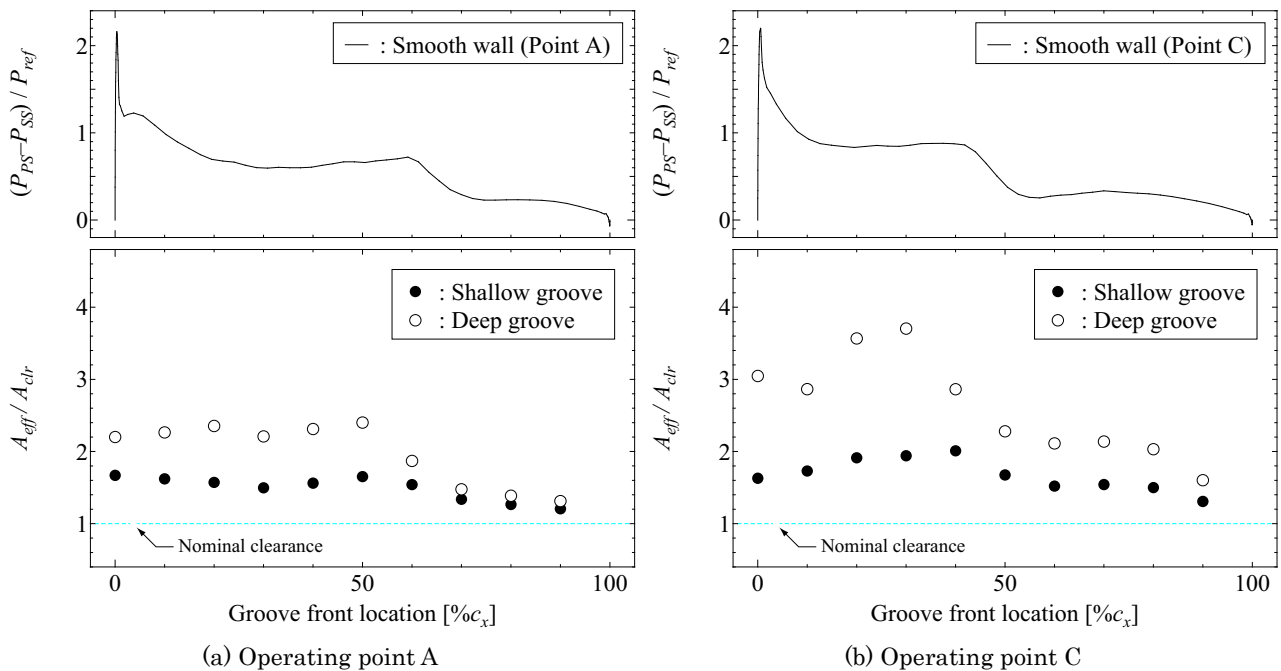 (P_PS–P_SS) / P_ref
2
1
0
— : Smooth wall (Point A)
A_eff / A_clr
4
3
2
1
● : Shallow groove
○ : Deep groove
Nominal clearance
0 50 100
Groove front location [%c_x]
(a) Operating point A
(P_PS–P_SS) / P_ref
2
1
0
— : Smooth wall (Point C)
A_eff / A_clr
4
3
2
1
● : Shallow groove
○ : Deep groove
Nominal clearance
0 50 100
Groove front location [%c_x]
(b) Operating point C